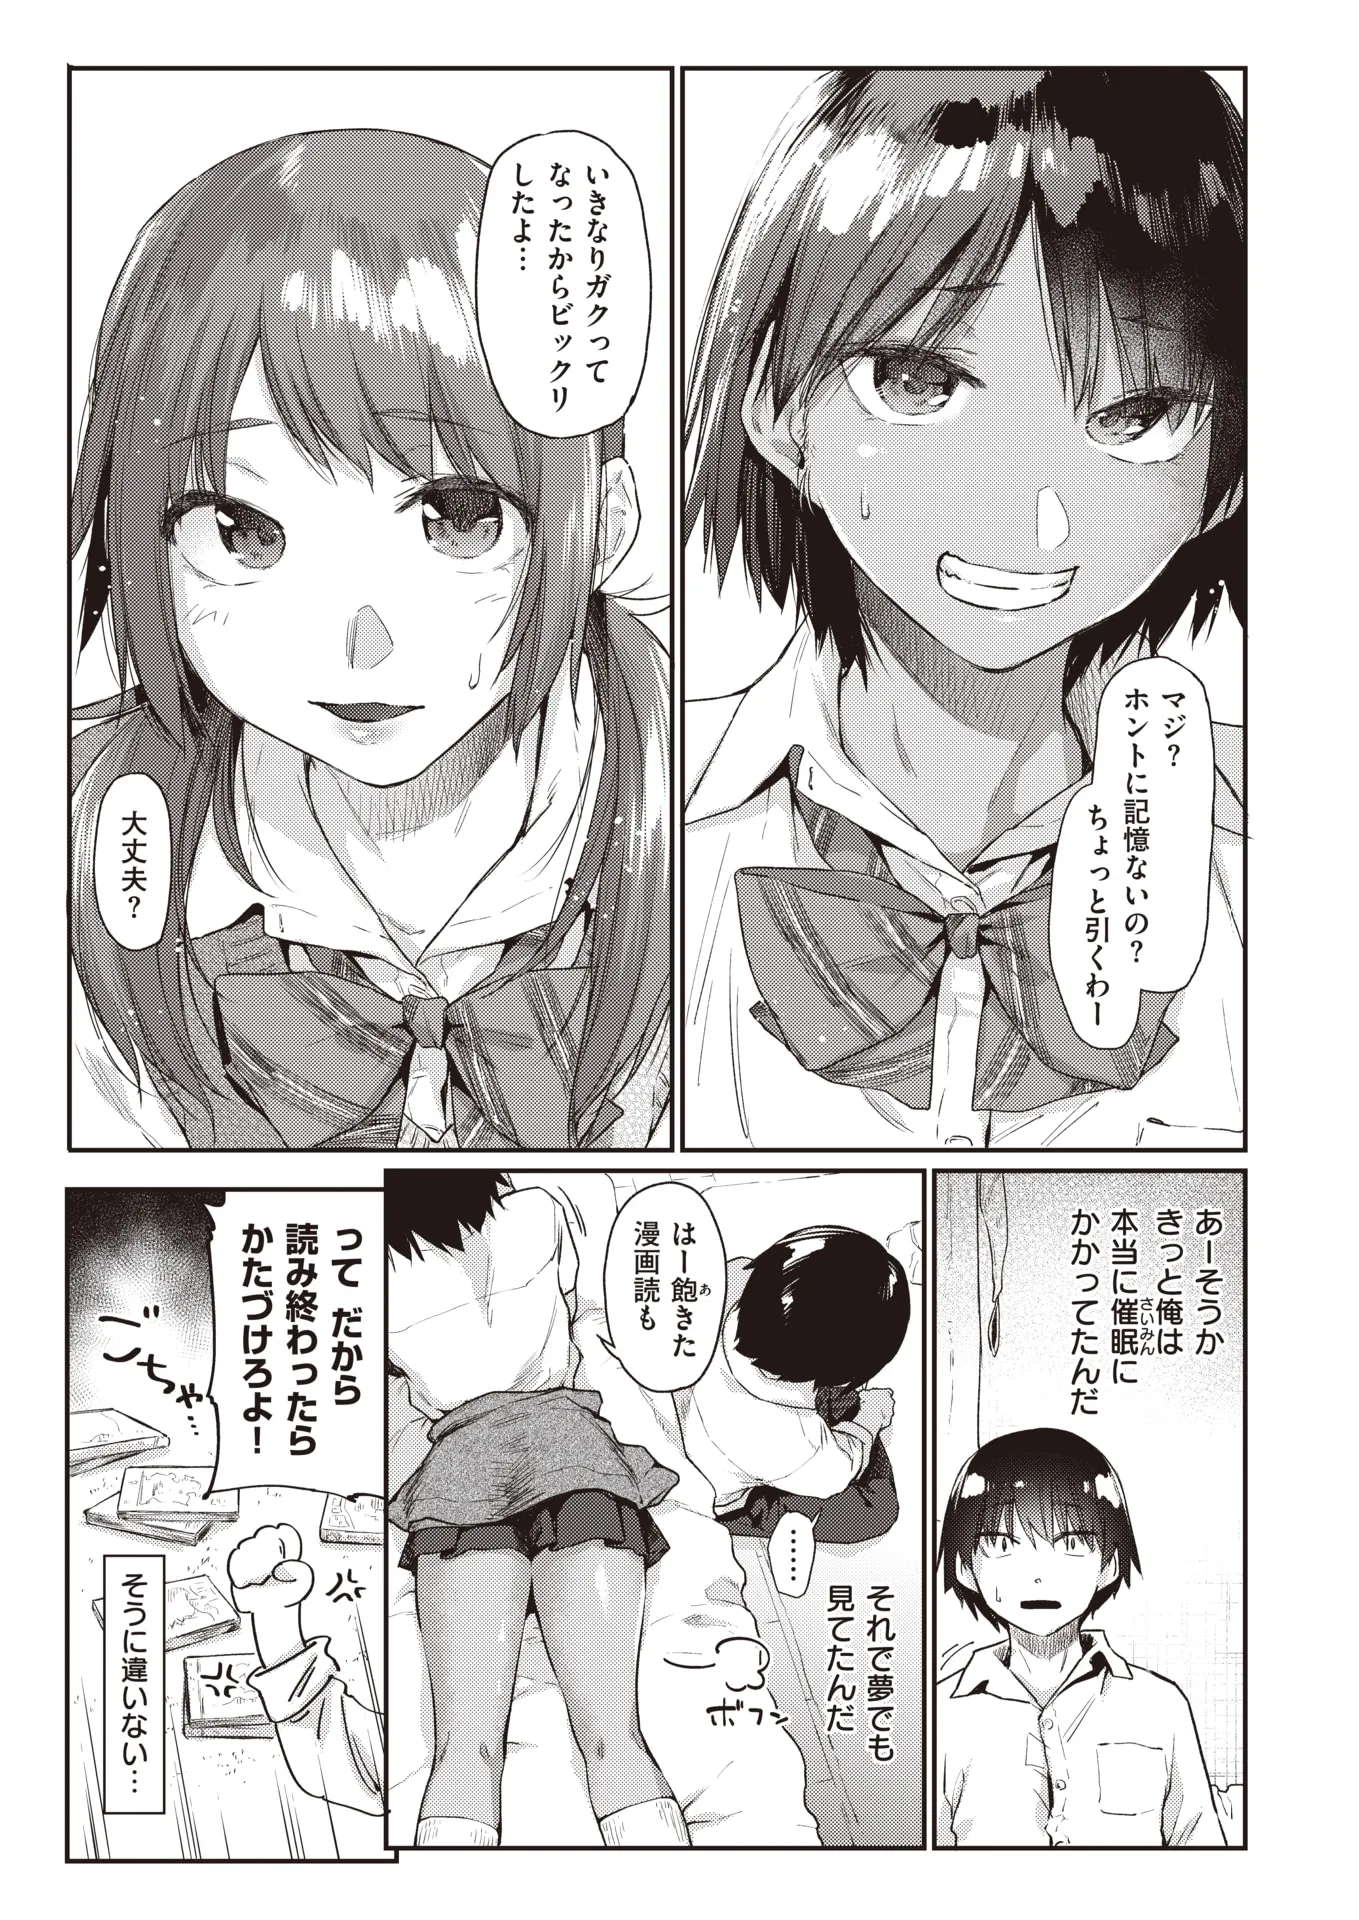 マジ?
ホントに記憶ないの?
ちょっと引くわー
いきなりガクって
なったからビックリ
したよ…
大丈夫?
あーそうか
きっと俺は
本当に催眠に
さいみん
かかってたんだ
はー飽きた
あ
漫画読も
……
それで夢でも
見てたんだ
ボフン
って だから
読み終わったら
かたづけろよ!
ごちゃ…
そうに違いない…